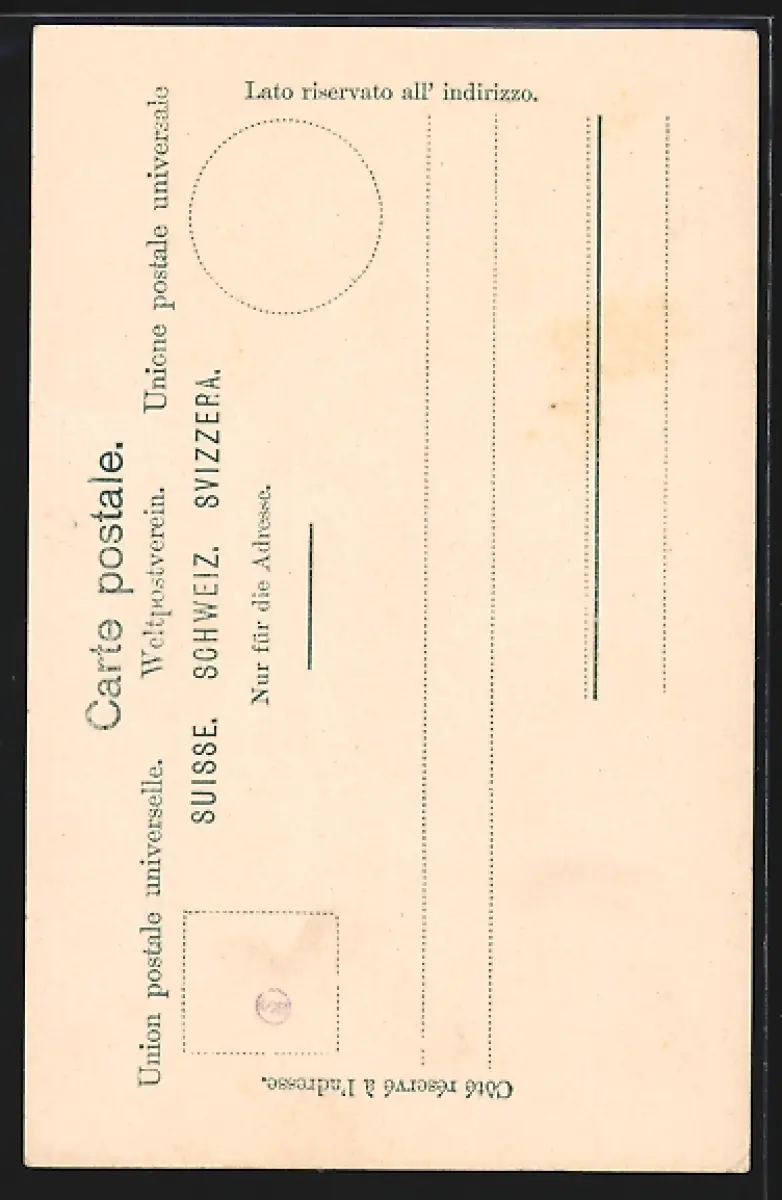 Carte postale.
Union postale universelle. Weltpostverein. Unione postale universale
SUISSE. SCHWEIZ. SVIZZERA.
Nur für die Adresse.
Côté réservé à l'adresse.
Lato riservato all' indirizzo.